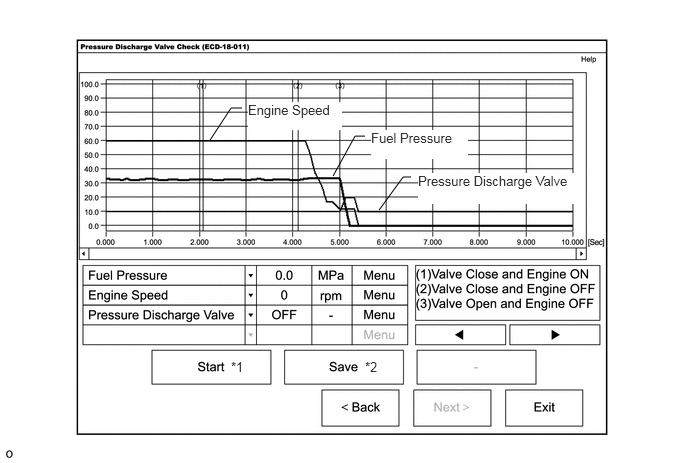 Pressure Discharge Valve Check (ECD-18-011)
Help
100.0
(1) (2) (3)
90.0
80.0
Engine Speed
70.0
60.0
Fuel Pressure
50.0
40.0
30.0
Pressure Discharge Valve
20.0
10.0
0.0
0.000 1.000 2.000 3.000 4.000 5.000 6.000 7.000 8.000 9.000 10.000 [Sec]
Fuel Pressure 0.0 MPa Menu
Engine Speed 0 rpm Menu
Pressure Discharge Valve OFF - Menu
Menu
(1)Valve Close and Engine ON
(2)Valve Close and Engine OFF
(3)Valve Open and Engine OFF
Start *1 Save *2 -
< Back Next > Exit
o